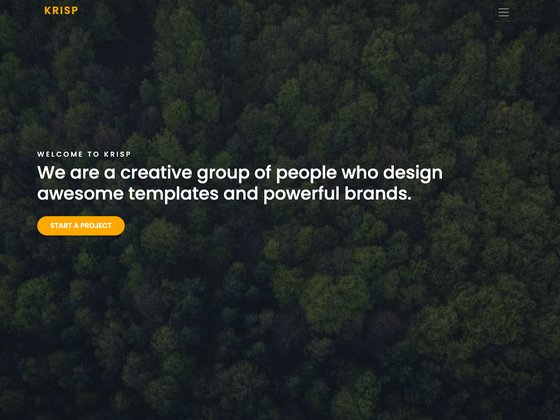 KRISP
WELCOME TO KRISP
We are a creative group of people who design
awesome templates and powerful brands.
START A PROJECT